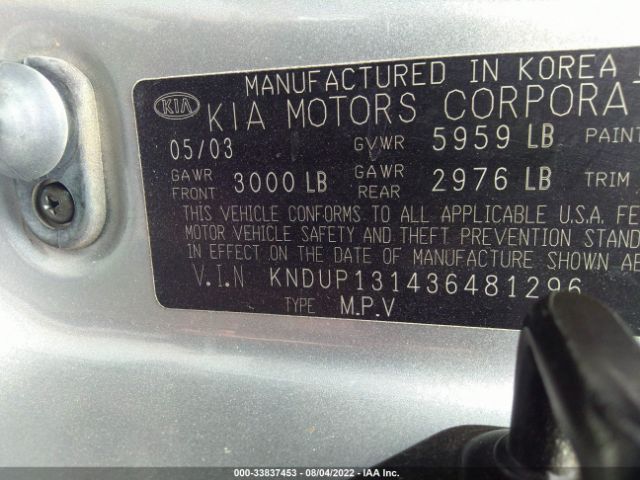 MANUFACTURED IN KOREA
KIA KIA MOTORS CORPORA
05/03 GVWR 5959 LB PAINT
GAWR FRONT 3000 LB GAWR REAR 2976 LB TRIM
THIS VEHICLE CONFORMS TO ALL APPLICABLE U.S.A. FE
MOTOR VEHICLE SAFETY AND THEFT PREVENTION STAND
IN EFFECT ON THE DATE OF MANUFACTURE SHOWN AB
V.I.N KNDUP131436481296
TYPE M.P.V
000-33837453 - 08/04/2022 - IAA Inc.